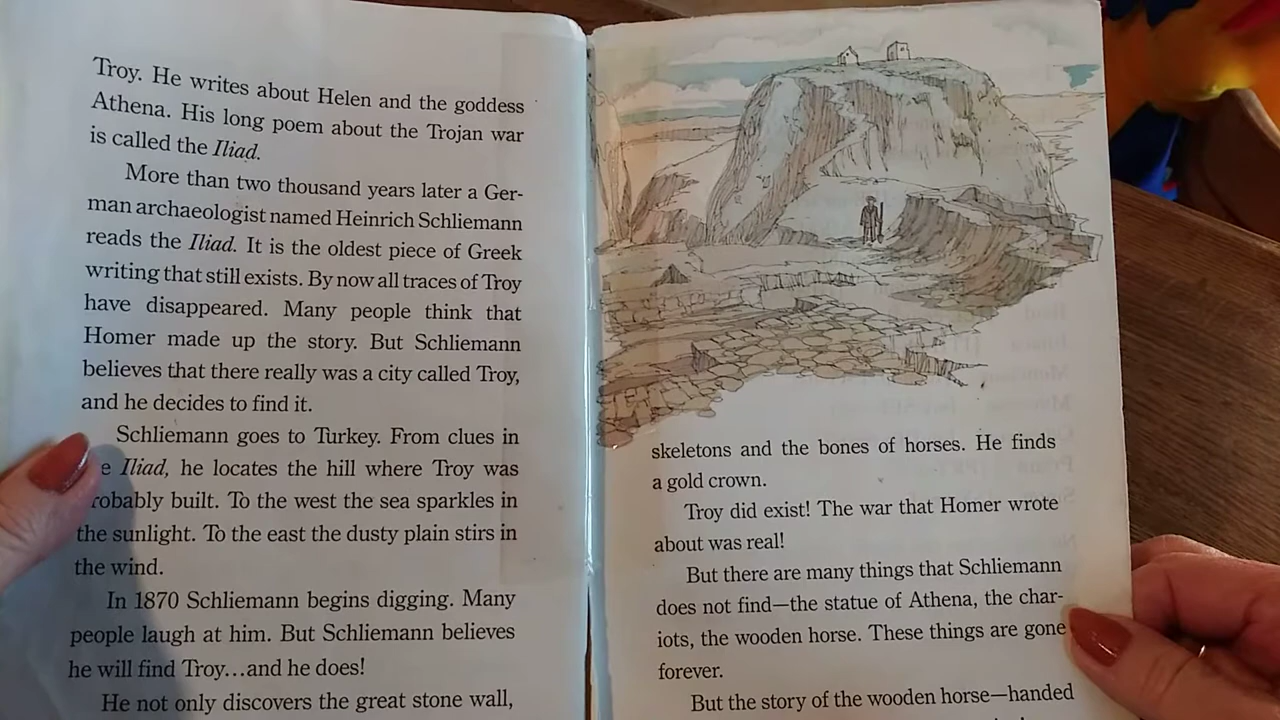 Troy. He writes about Helen and the goddess
Athena. His long poem about the Trojan war
is called the Iliad.
More than two thousand years later a Ger-
man archaeologist named Heinrich Schliemann
reads the Iliad. It is the oldest piece of Greek
writing that still exists. By now all traces of Troy
have disappeared. Many people think that
Homer made up the story. But Schliemann
believes that there really was a city called Troy,
and he decides to find it.
Schliemann goes to Turkey. From clues in
e Iliad, he locates the hill where Troy was
robably built. To the west the sea sparkles in
the sunlight. To the east the dusty plain stirs in
the wind.
In 1870 Schliemann begins digging. Many
people laugh at him. But Schliemann believes
he will find Troy...and he does!
He not only discovers the great stone wall,
skeletons and the bones of horses. He finds
a gold crown.
Troy did exist! The war that Homer wrote
about was real!
But there are many things that Schliemann
does not find—the statue of Athena, the char-
iots, the wooden horse. These things are gone
forever.
But the story of the wooden horse—handed